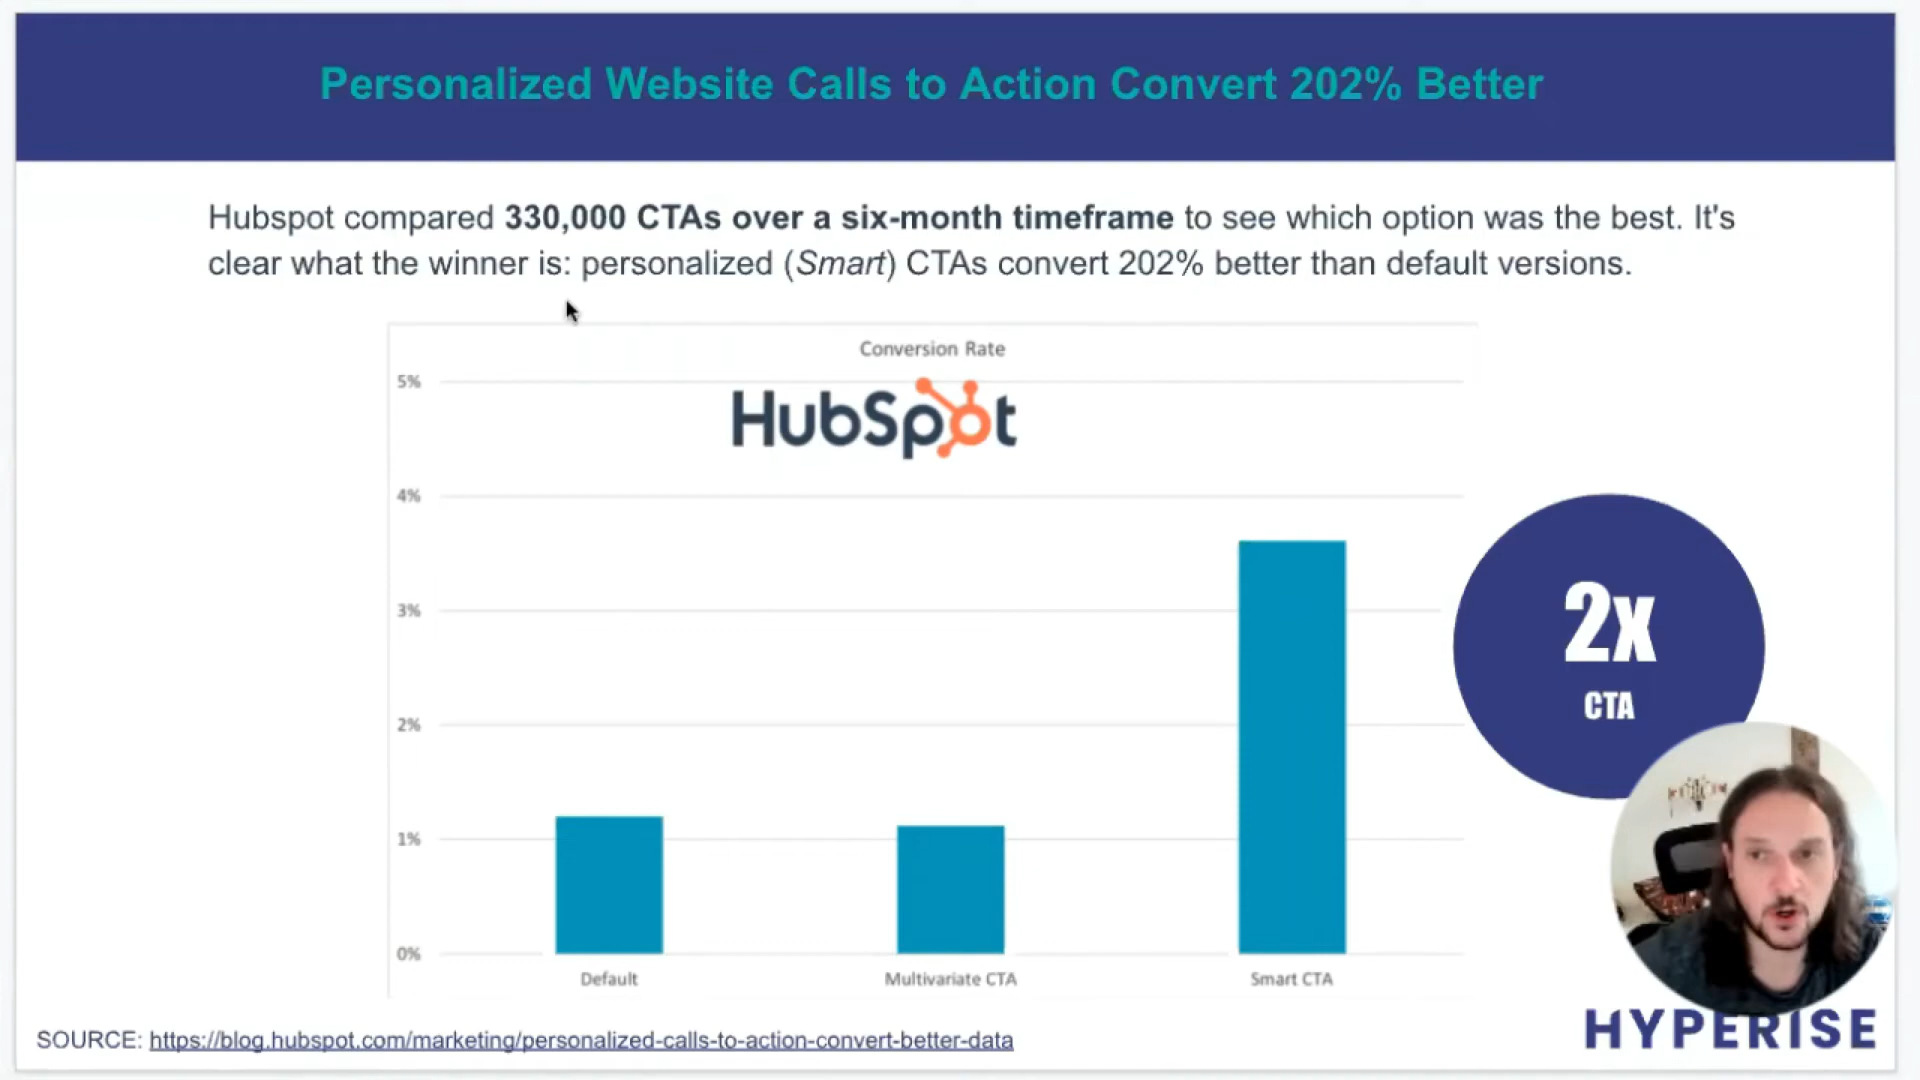 Personalized Website Calls to Action Convert 202% Better
Hubspot compared 330,000 CTAs over a six-month timeframe to see which option was the best. It's
clear what the winner is: personalized (Smart) CTAs convert 202% better than default versions.
Conversion Rate
HubSpot
5%
4%
3%
2%
1%
0%
Default
Multivariate CTA
Smart CTA
2x
CTA
SOURCE: https://blog.hubspot.com/marketing/personalized-calls-to-action-convert-better-data
HYPERISE